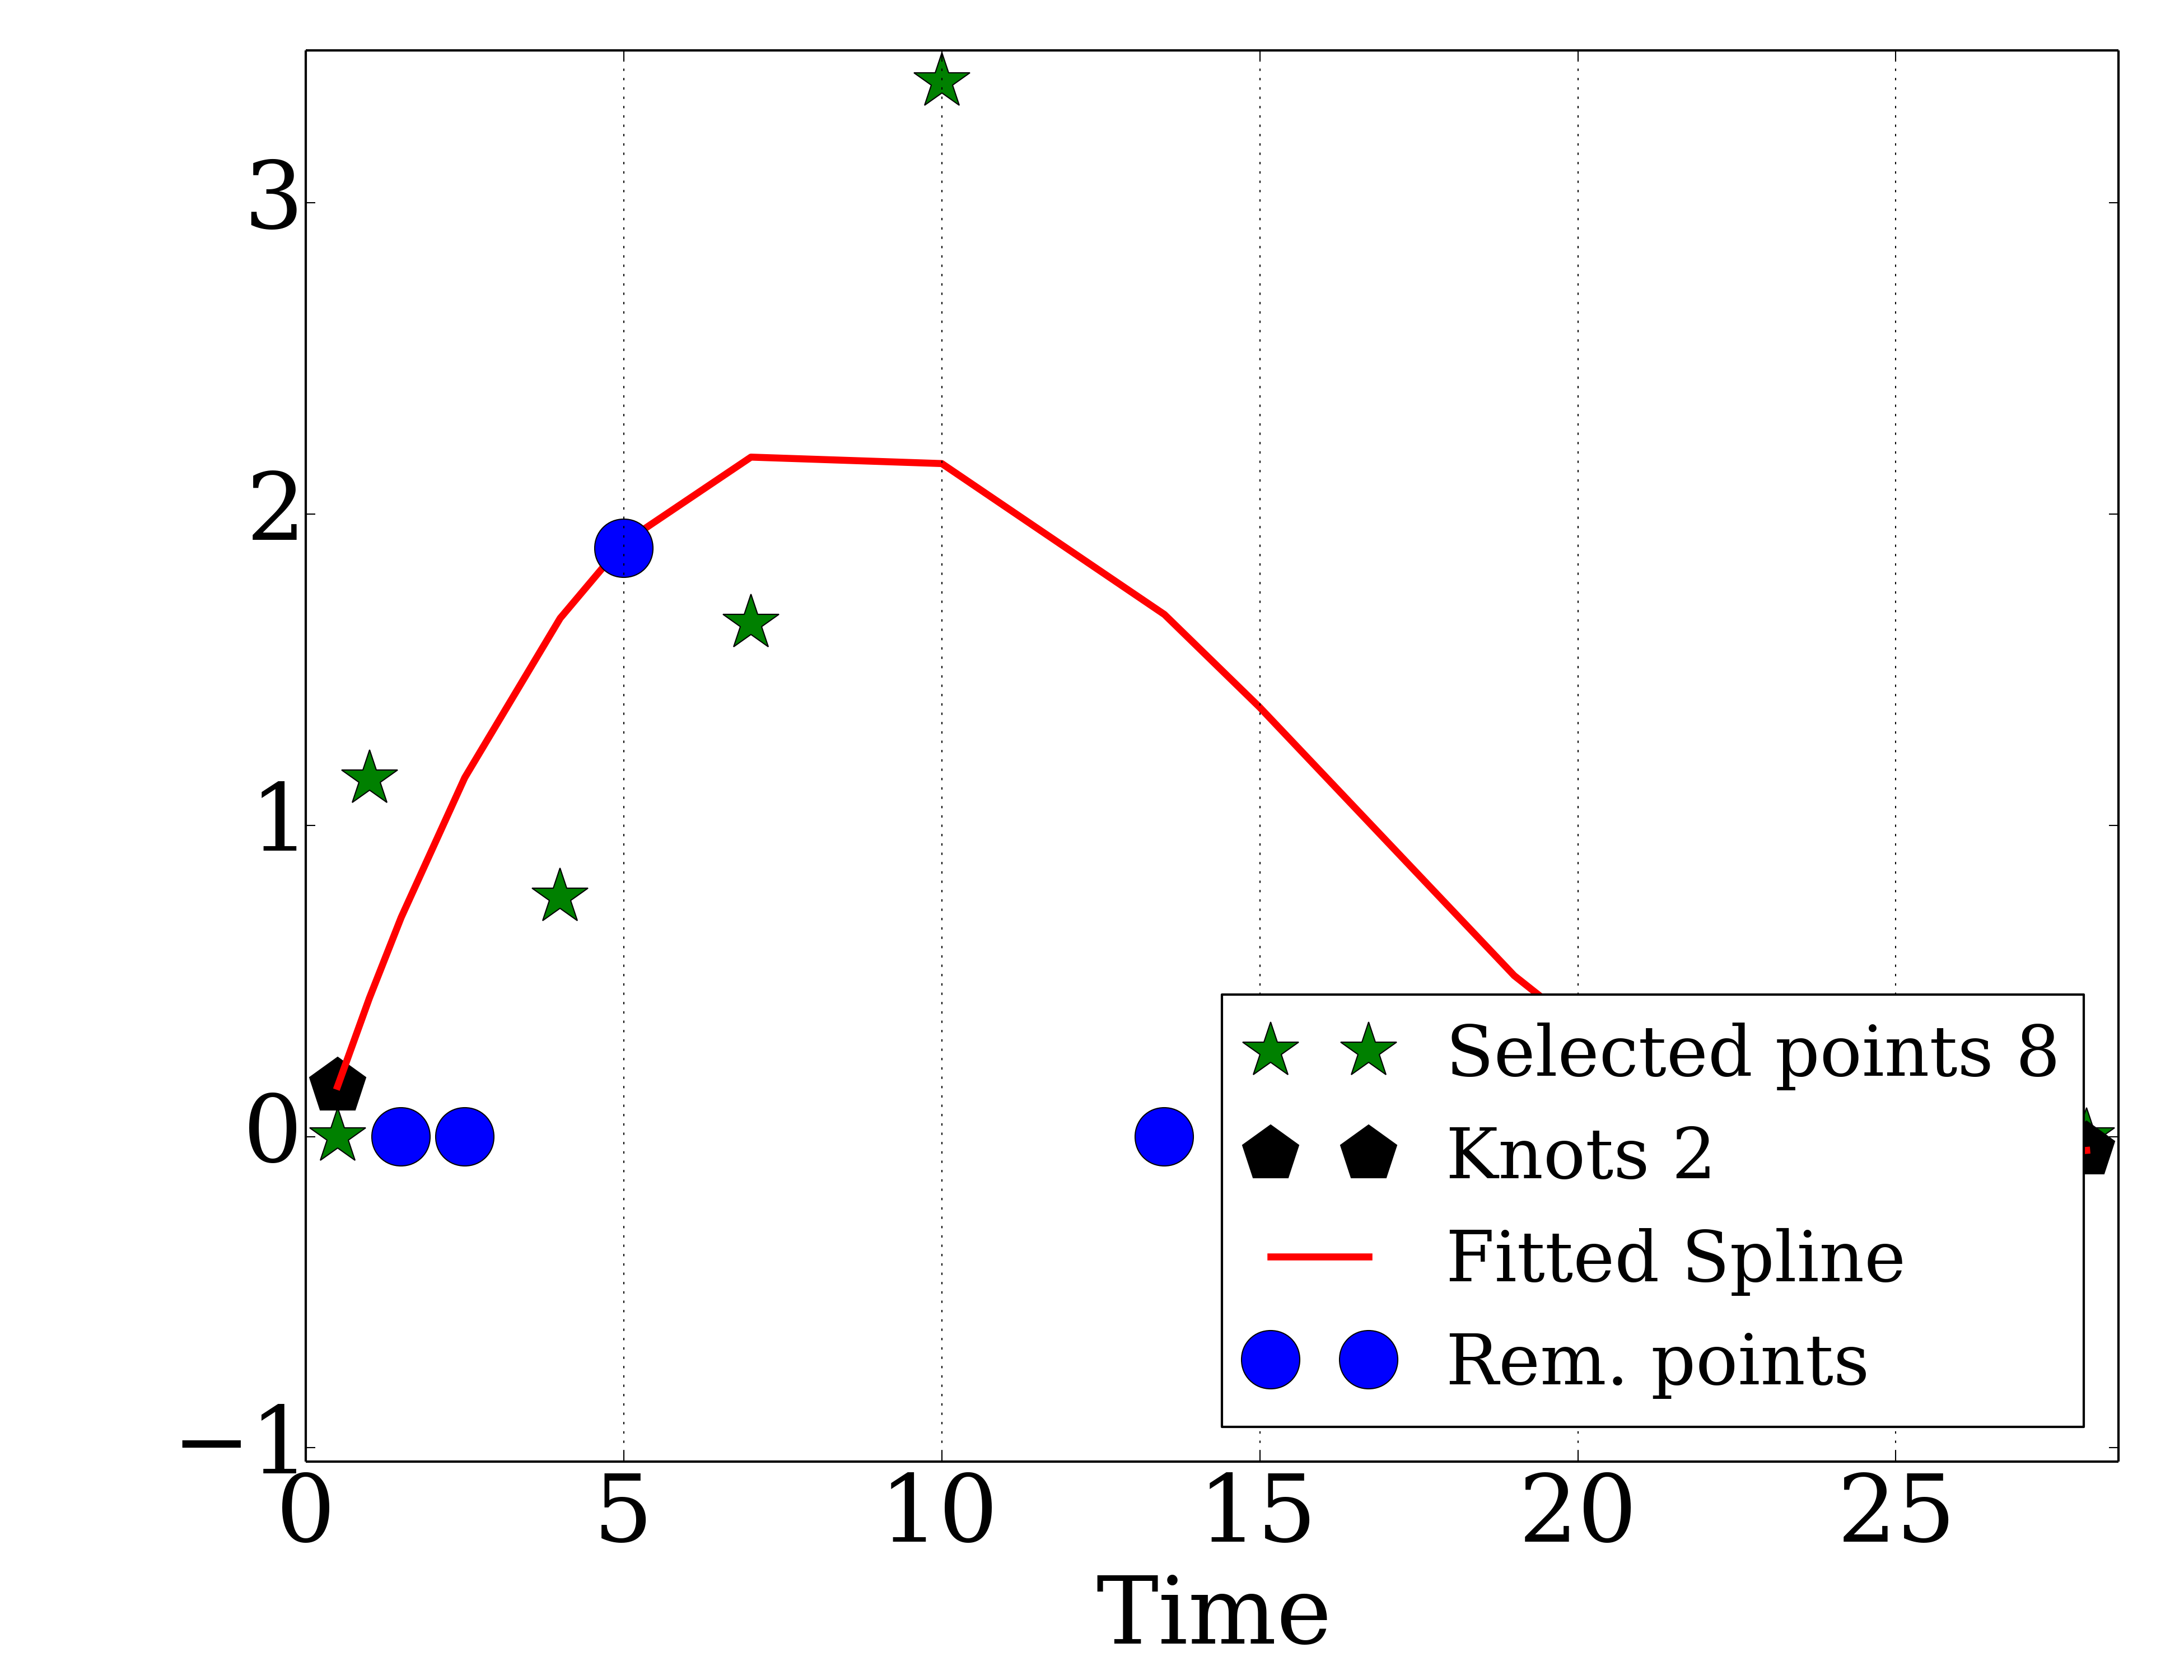 3
2
1
0
−1
0 5 10 15 20 25
Time
Selected points 8
Knots 2
Fitted Spline
Rem. points